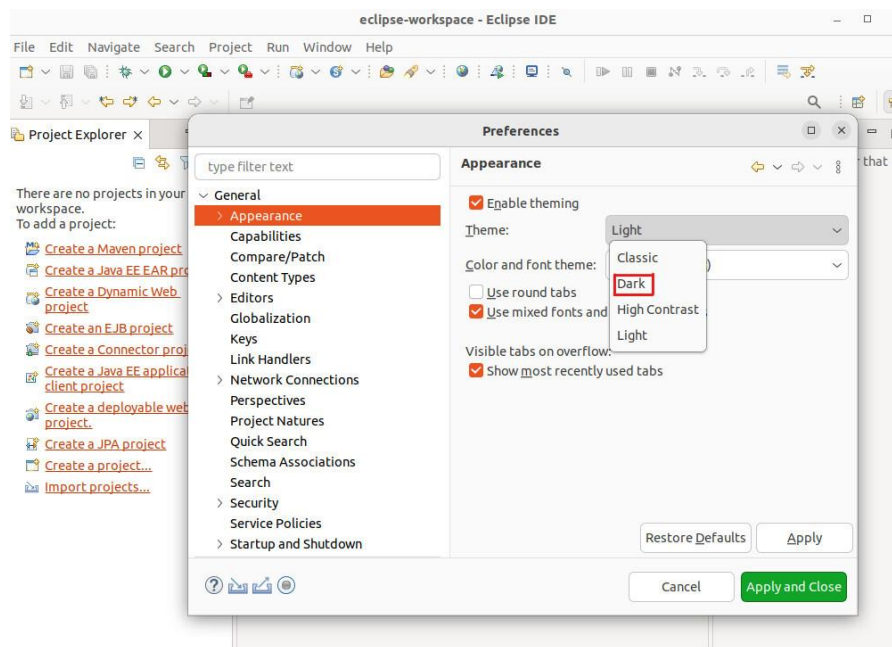 eclipse-workspace - Eclipse IDE
File Edit Navigate Search Project Run Window Help
Project Explorer
There are no projects in your
workspace.
To add a project:
Create a Maven project
Create a Java EE EAR pro
Create a Dynamic Web
project
Create an EJB project
Create a Connector proj
Create a Java EE applica
client project
Create a deployable web
project.
Create a JPA project
Create a project...
Import projects...
Preferences
type filter text
General
Appearance
Capabilities
Compare/Patch
Content Types
Editors
Globalization
Keys
Link Handlers
Network Connections
Perspectives
Project Natures
Quick Search
Schema Associations
Search
Security
Service Policies
Startup and Shutdown
Appearance
Enable theming
Theme: Light
Classic
Dark
High Contrast
Light
Color and font theme: )
Use round tabs
Use mixed fonts and
Visible tabs on overflow:
Show most recently used tabs
Restore Defaults Apply
Cancel Apply and Close
that